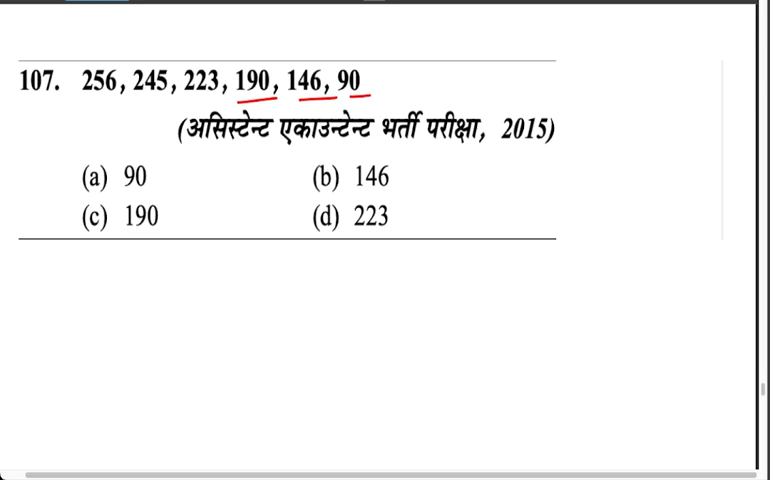 107. 256, 245, 223, 190, 146, 90
(असिस्टेन्ट एकाउन्टेन्ट भर्ती परीक्षा, 2015)
(a) 90 (b) 146
(c) 190 (d) 223